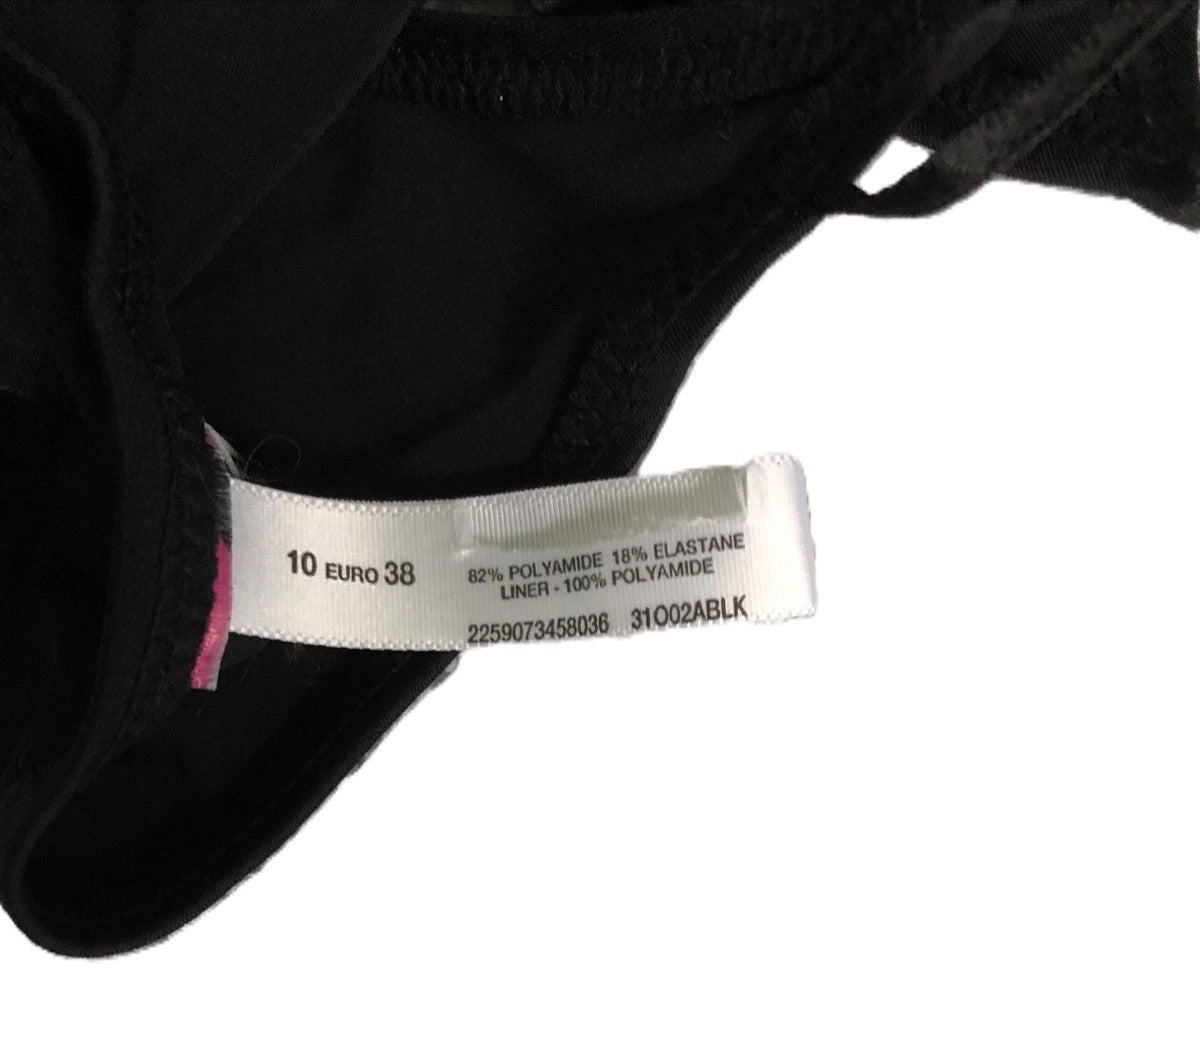 10 EURO 38
82% POLYAMIDE 18% ELASTANE
LINER - 100% POLYAMIDE
2259073458036 31O02ABLK